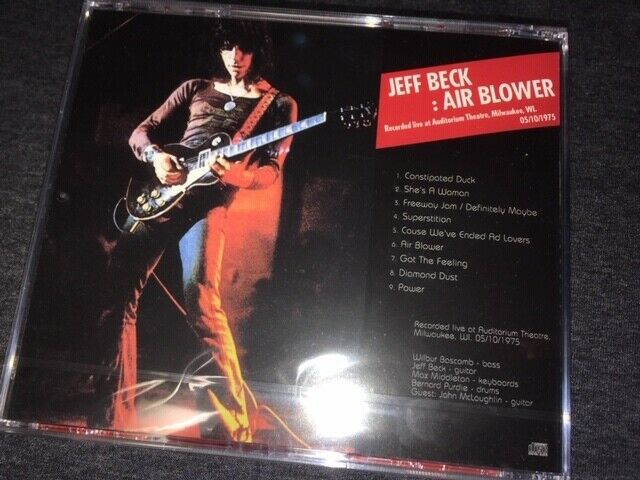 JEFF BECK
: AIR BLOWER
Recorded live at Auditorium Theatre, Milwaukee, WI.
05/10/1975
1. Constipated Duck
2. She's A Woman
3. Freeway Jam / Definitely Maybe
4. Superstition
5. Couse We've Ended Ad Lovers
6. Air Blower
7. Got The Feeling
8. Diamond Dust
9. Power
Recorded live at Auditorium Theatre,
Milwaukee, WI. 05/10/1975
Wilbur Bascomb - bass
Jeff Beck - guitar
Max Middleton - keyboards
Bernard Purdie - drums
Guest: John McLoughlin - guitar